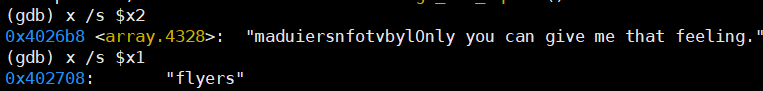 (gdb) x /s $x2
0x4026b8 <array.4328>: "maduiersnfotvbylOnly you can give me that feeling."
(gdb) x /s $x1
0x402708: "flyers"